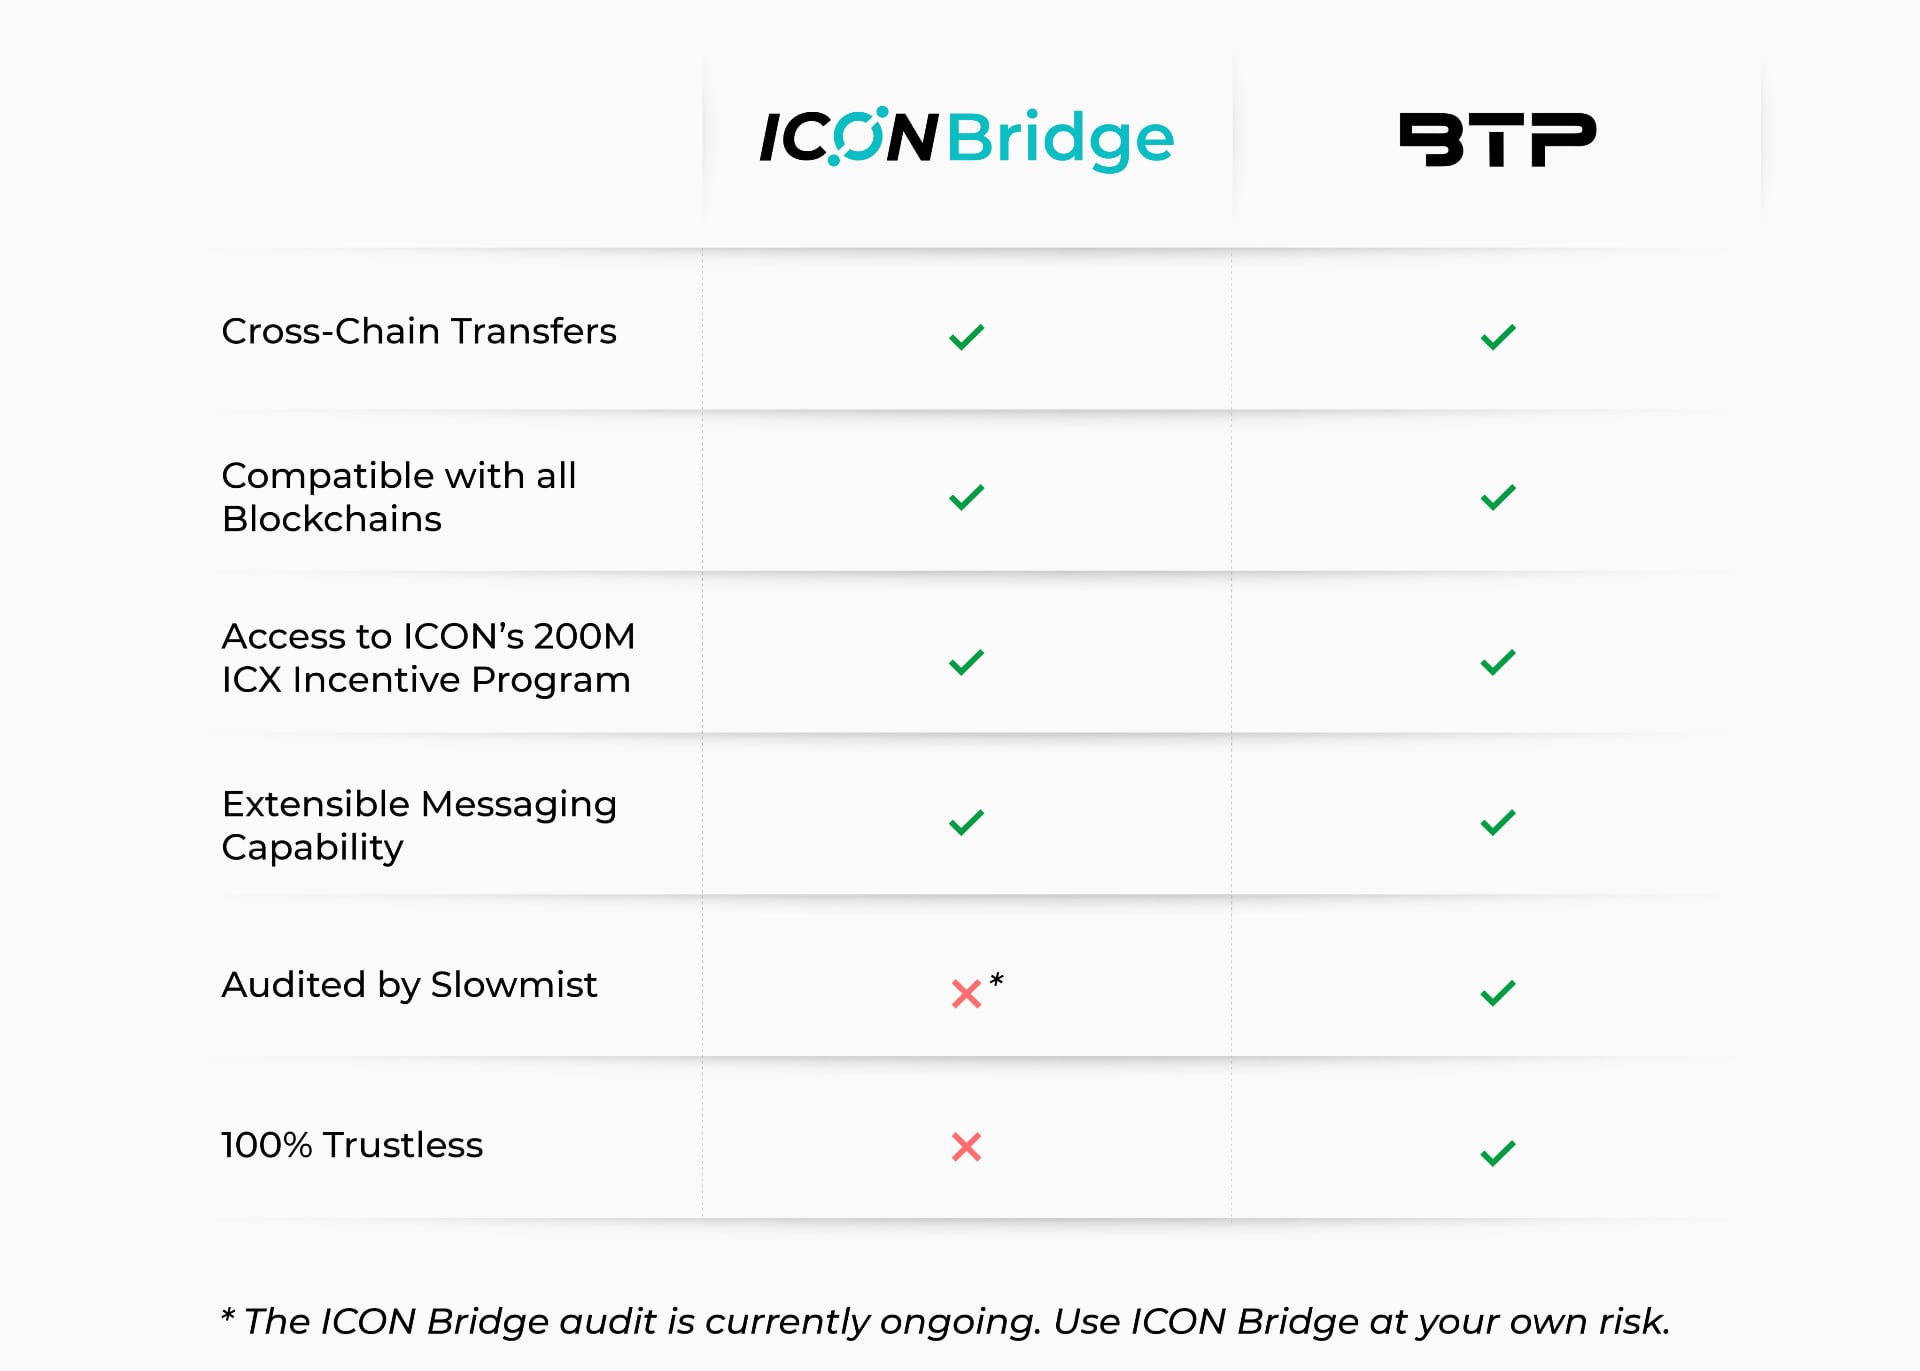 ICON Bridge
BTP
Cross-Chain Transfers
Compatible with all
Blockchains
Access to ICON’s 200M
ICX Incentive Program
Extensible Messaging
Capability
Audited by Slowmist
*
100% Trustless
* The ICON Bridge audit is currently ongoing. Use ICON Bridge at your own risk.